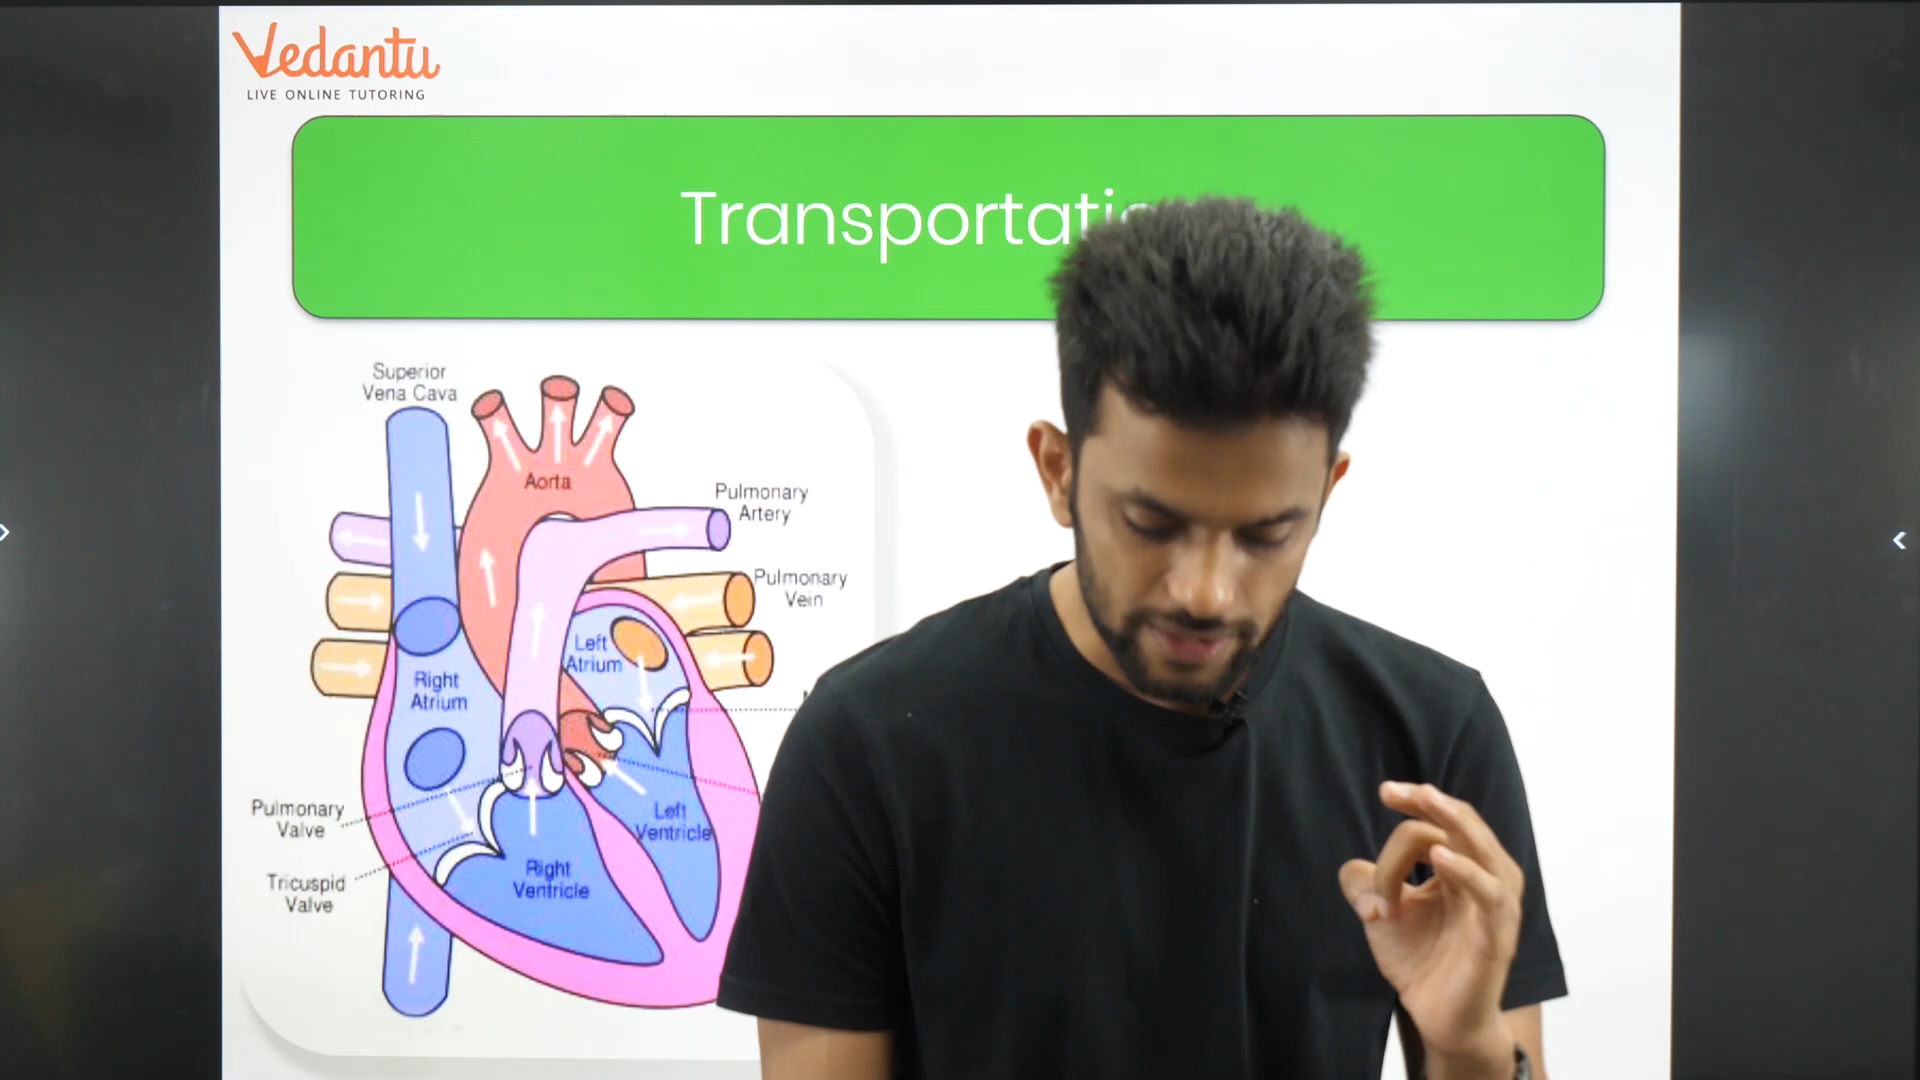 Vedantu
LIVE ONLINE TUTORING
Superior
Vena Cava
Aorta
Pulmonary
Artery
Pulmonary
Vein
Left
Atrium
Right
Atrium
Pulmonary
Valve
Left
Ventricle
Right
Ventricle
Tricuspid
Valve